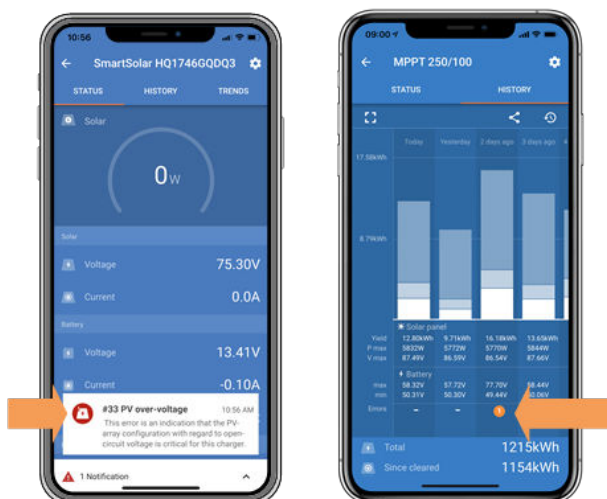 10:56
SmartSolar HQ1746GQDQ3
STATUS HISTORY TRENDS
Solar
0W
Solar
Voltage 75.30V
Current 0.0A
Battery
Voltage 13.41V
Current -0.10A
#33 PV over-voltage 10:56 AM
This error is an indication that the PV-
array configuration with regard to open-
circuit voltage is critical for this charger.
1 Notification
09:00
MPPT 250/100
STATUS HISTORY
Today Yesterday 2 days ago 3 days ago 4
17.58kWh
8.79kWh
Solar panel
Yield 12.80kWh 9.71kWh 16.18kWh 13.65kWh
P max 5832W 5772W 5770W 5844W
V max 87.49V 86.59V 86.54V 87.66V
Battery
max 58.32V 57.72V 77.70V 58.44V
min 50.31V 50.30V 49.44V
Errors – – 1
Total 1215kWh
Since cleared 1154kWh